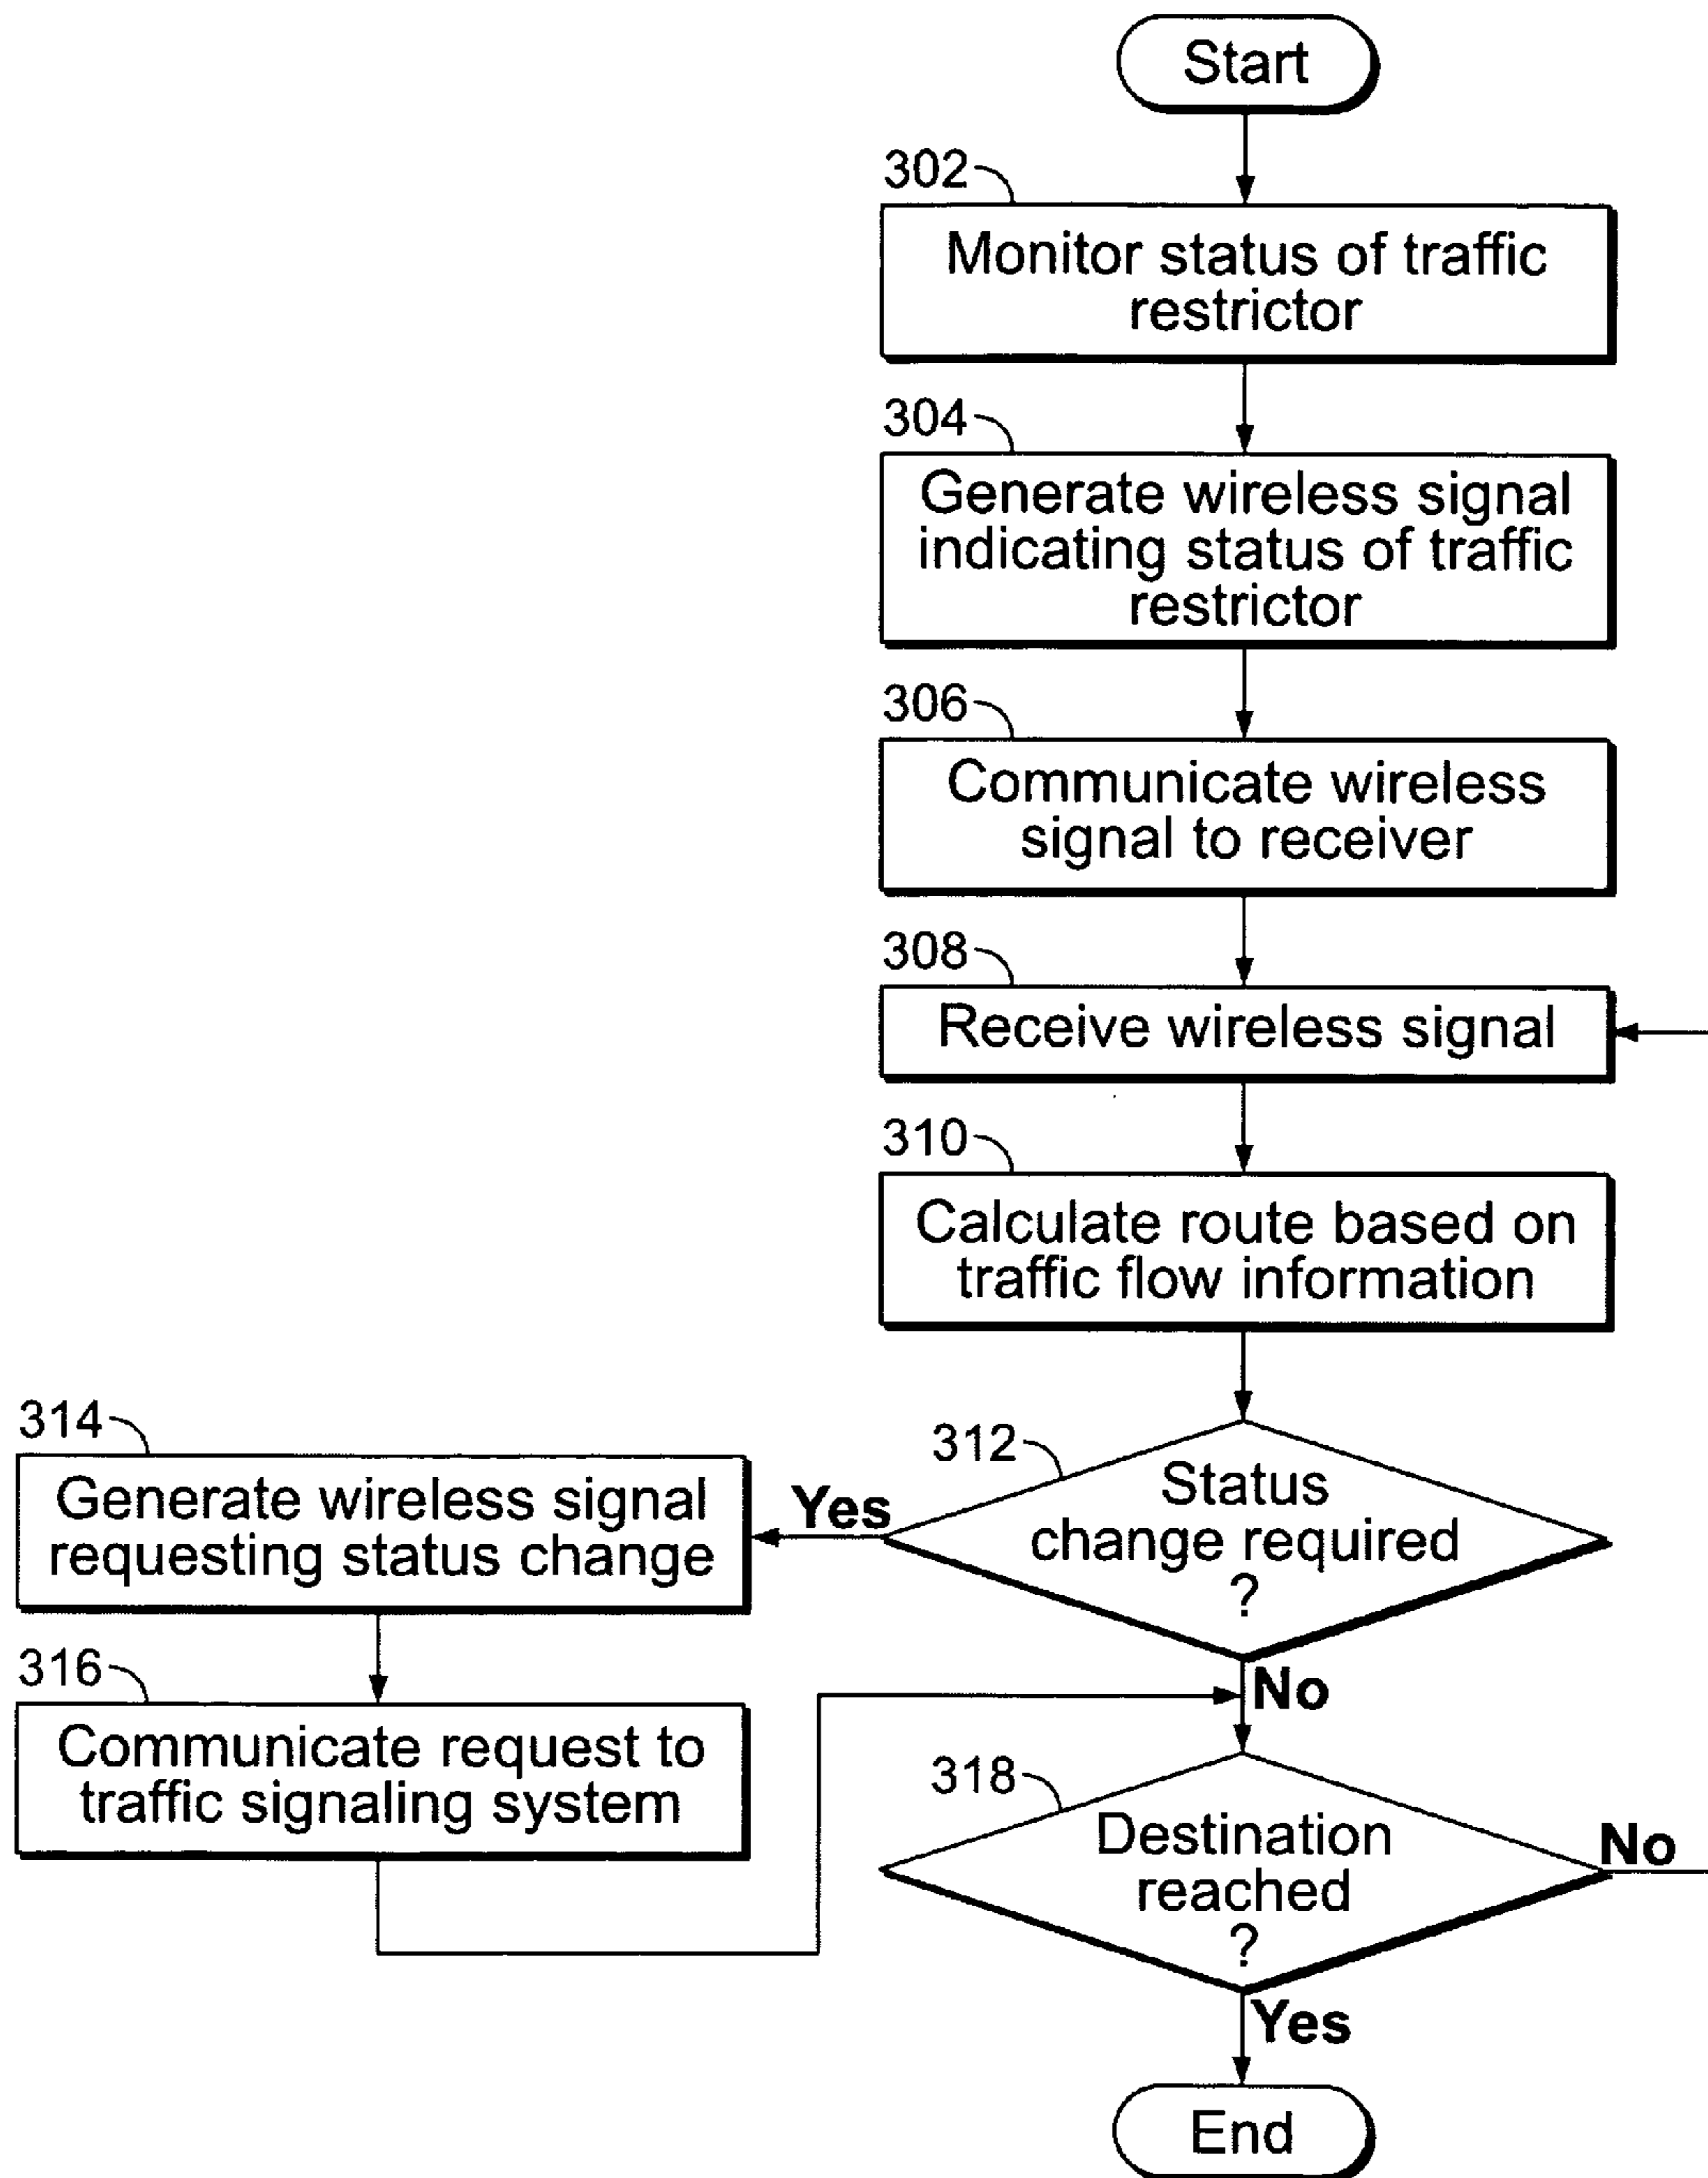 Start
302
Monitor status of traffic
restrictor
304
Generate wireless signal
indicating status of traffic
restrictor
306
Communicate wireless
signal to receiver
308
Receive wireless signal
310
Calculate route based on
traffic flow information
312
Status
change required
?
Yes
314
Generate wireless signal
requesting status change
316
Communicate request to
traffic signaling system
No
318
Destination
reached
?
No
Yes
End